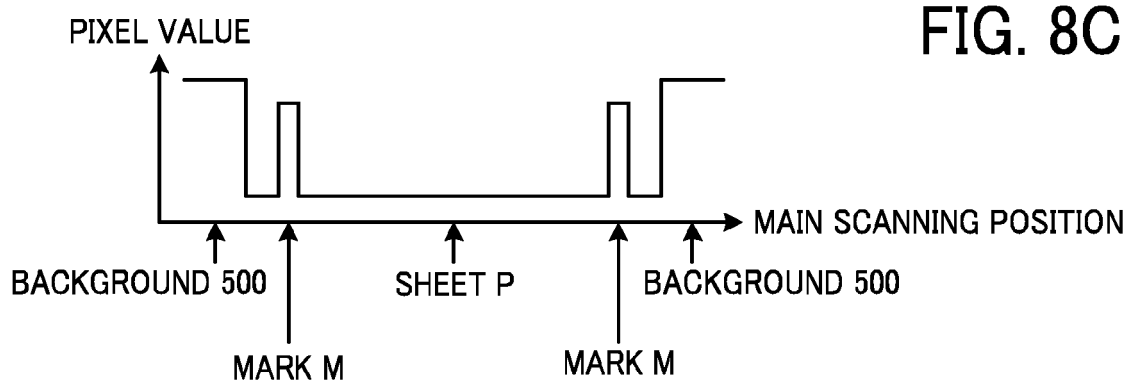 FIG. 8C
PIXEL VALUE
MAIN SCANNING POSITION
BACKGROUND 500
SHEET P
BACKGROUND 500
MARK M
MARK M